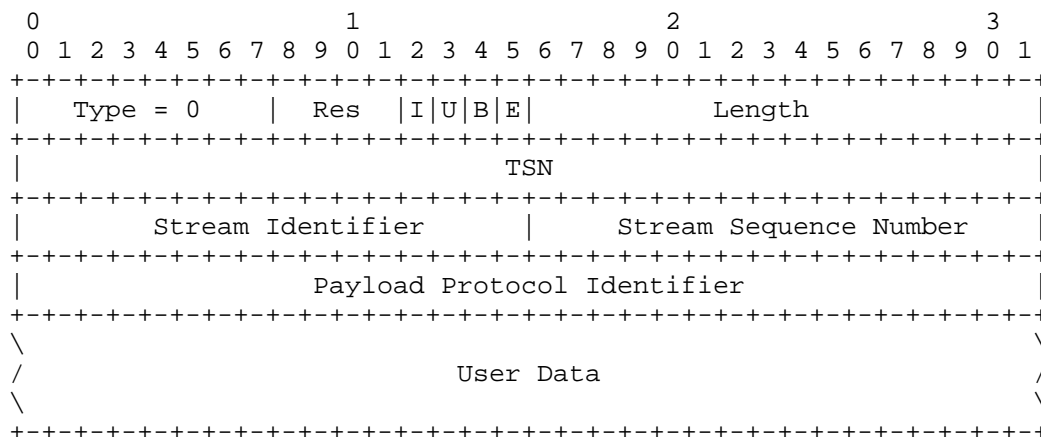 0                   1                   2                   3
 0 1 2 3 4 5 6 7 8 9 0 1 2 3 4 5 6 7 8 9 0 1 2 3 4 5 6 7 8 9 0 1
+-+-+-+-+-+-+-+-+-+-+-+-+-+-+-+-+-+-+-+-+-+-+-+-+-+-+-+-+-+-+-+-+
|   Type = 0    |  Res  |I|U|B|E|           Length              |
+-+-+-+-+-+-+-+-+-+-+-+-+-+-+-+-+-+-+-+-+-+-+-+-+-+-+-+-+-+-+-+-+
|                              TSN                              |
+-+-+-+-+-+-+-+-+-+-+-+-+-+-+-+-+-+-+-+-+-+-+-+-+-+-+-+-+-+-+-+-+
|        Stream Identifier      |     Stream Sequence Number    |
+-+-+-+-+-+-+-+-+-+-+-+-+-+-+-+-+-+-+-+-+-+-+-+-+-+-+-+-+-+-+-+-+
|                  Payload Protocol Identifier                  |
+-+-+-+-+-+-+-+-+-+-+-+-+-+-+-+-+-+-+-+-+-+-+-+-+-+-+-+-+-+-+-+-+
\                                                               \
/                           User Data                           /
\                                                               \
+-+-+-+-+-+-+-+-+-+-+-+-+-+-+-+-+-+-+-+-+-+-+-+-+-+-+-+-+-+-+-+-+